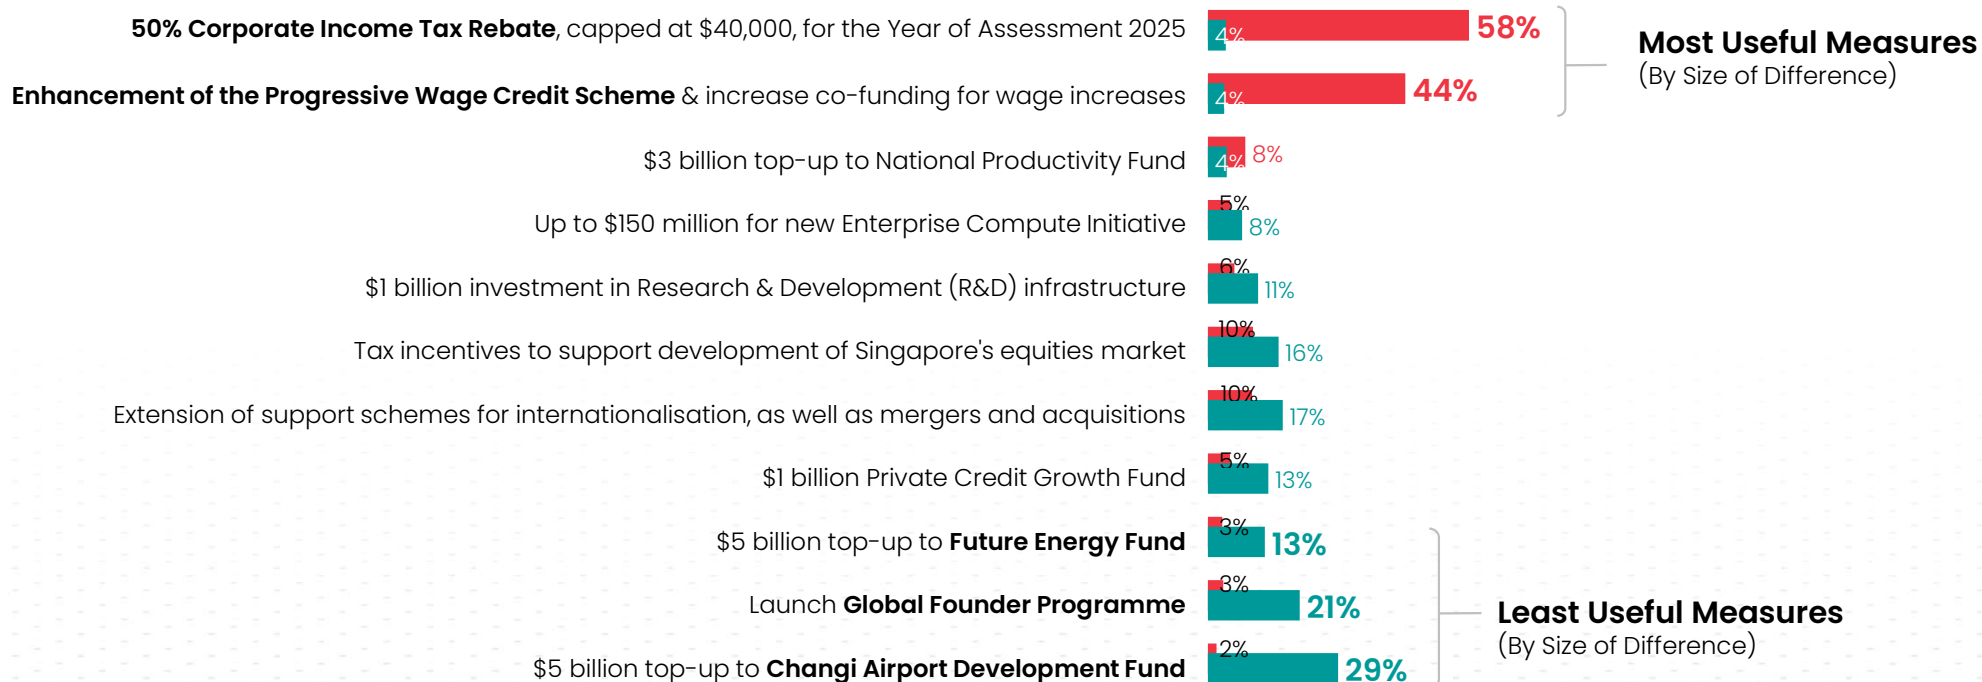 50% Corporate Income Tax Rebate, capped at $40,000, for the Year of Assessment 2025
4%
58%
Most Useful Measures
(By Size of Difference)
Enhancement of the Progressive Wage Credit Scheme & increase co-funding for wage increases
4%
44%
$3 billion top-up to National Productivity Fund
4%
8%
Up to $150 million for new Enterprise Compute Initiative
5%
8%
$1 billion investment in Research & Development (R&D) infrastructure
6%
11%
Tax incentives to support development of Singapore's equities market
10%
16%
Extension of support schemes for internationalisation, as well as mergers and acquisitions
10%
17%
$1 billion Private Credit Growth Fund
5%
13%
$5 billion top-up to Future Energy Fund
3%
13%
Launch Global Founder Programme
3%
21%
Least Useful Measures
(By Size of Difference)
$5 billion top-up to Changi Airport Development Fund
2%
29%